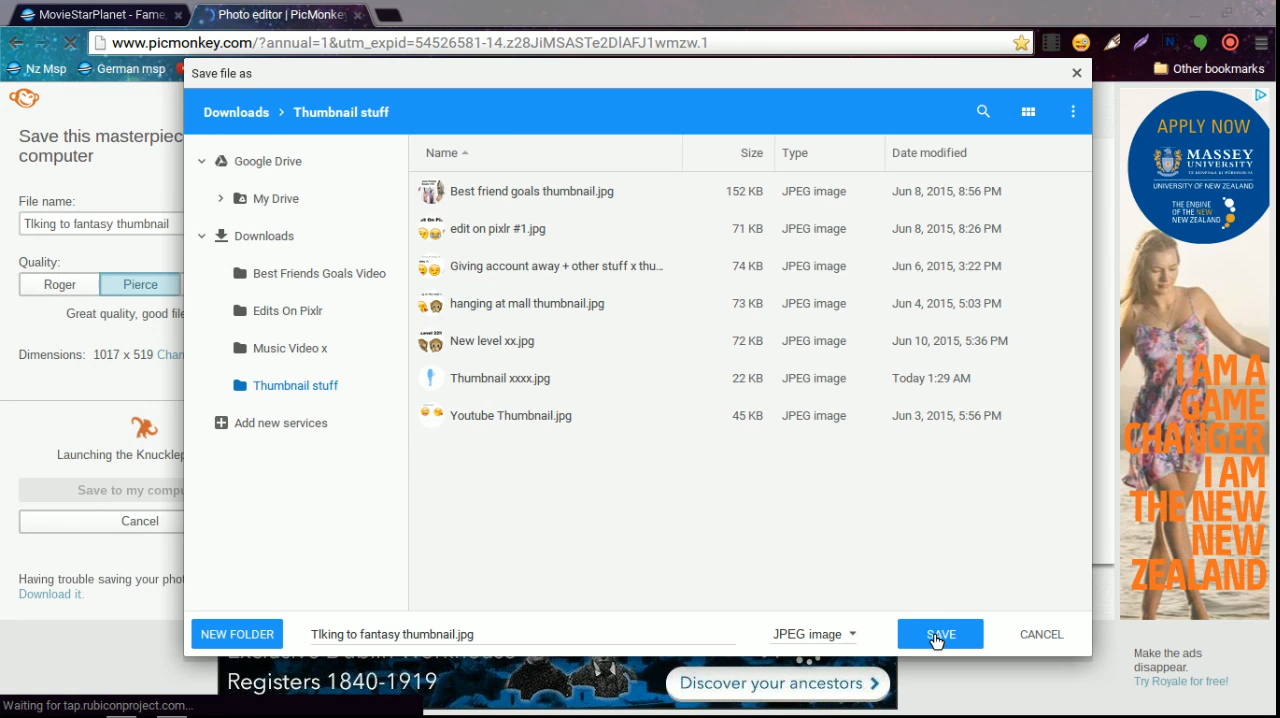 MovieStarPlanet - Fame,
Photo editor | PicMonkey
www.picmonkey.com/?annual=1&utm_expid=54526581-14.z28JiMSASTe2DlAFJ1wmzw.1
Nz Msp
German msp
Other bookmarks
Save file as
Downloads
Thumbnail stuff
Save this masterpiec
computer
File name:
Tlking to fantasy thumbnail
Quality:
Roger
Pierce
Great quality, good file
Dimensions: 1017 x 519 Chan
Launching the Knucklep
Save to my compu
Cancel
Having trouble saving your phot
Download it.
Google Drive
My Drive
Downloads
Best Friends Goals Video
Edits On Pixlr
Music Video x
Thumbnail stuff
Add new services
Name Size Type Date modified
Best friend goals thumbnail.jpg 152 KB JPEG image Jun 8, 2015, 8:56 PM
edit on pixlr #1.jpg 71 KB JPEG image Jun 8, 2015, 8:26 PM
Giving account away + other stuff x thu... 74 KB JPEG image Jun 6, 2015, 3:22 PM
hanging at mall thumbnail.jpg 73 KB JPEG image Jun 4, 2015, 5:03 PM
New level xx.jpg 72 KB JPEG image Jun 10, 2015, 5:36 PM
Thumbnail xxxx.jpg 22 KB JPEG image Today 1:29 AM
Youtube Thumbnail.jpg 45 KB JPEG image Jun 3, 2015, 5:56 PM
NEW FOLDER
Tlking to fantasy thumbnail.jpg
JPEG image
SAVE
CANCEL
Registers 1840-1919
Discover your ancestors
Waiting for tap.rubiconproject.com...
APPLY NOW
MASSEY
UNIVERSITY
UNIVERSITY OF NEW ZEALAND
THE ENGINE
OF THE NEW
NEW ZEALAND
I AM A
GAME
CHANGER
I AM
THE NEW
NEW
ZEALAND
Make the ads
disappear.
Try Royale for free!